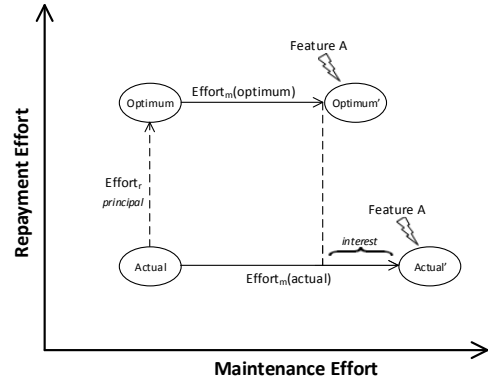 Feature A
Optimum
Effortm(optimum)
Optimum'
Repayment Effort
Effortr
principal
Feature A
interest
Actual
Effortm(actual)
Actual'
Maintenance Effort